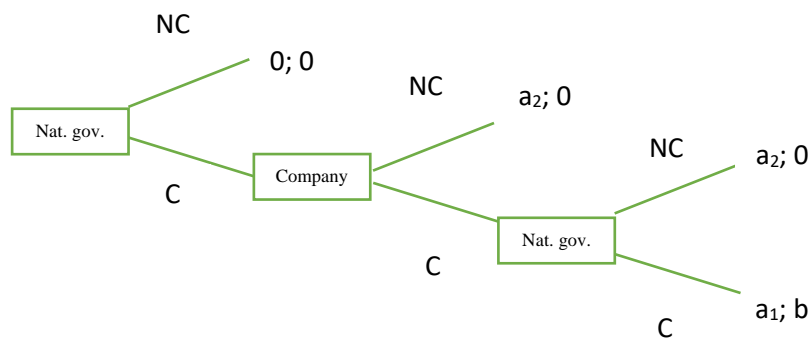 NC
0; 0
NC
a₂; 0
Nat. gov.
NC
a₂; 0
C
Company
Nat. gov.
C
a₁; b
C